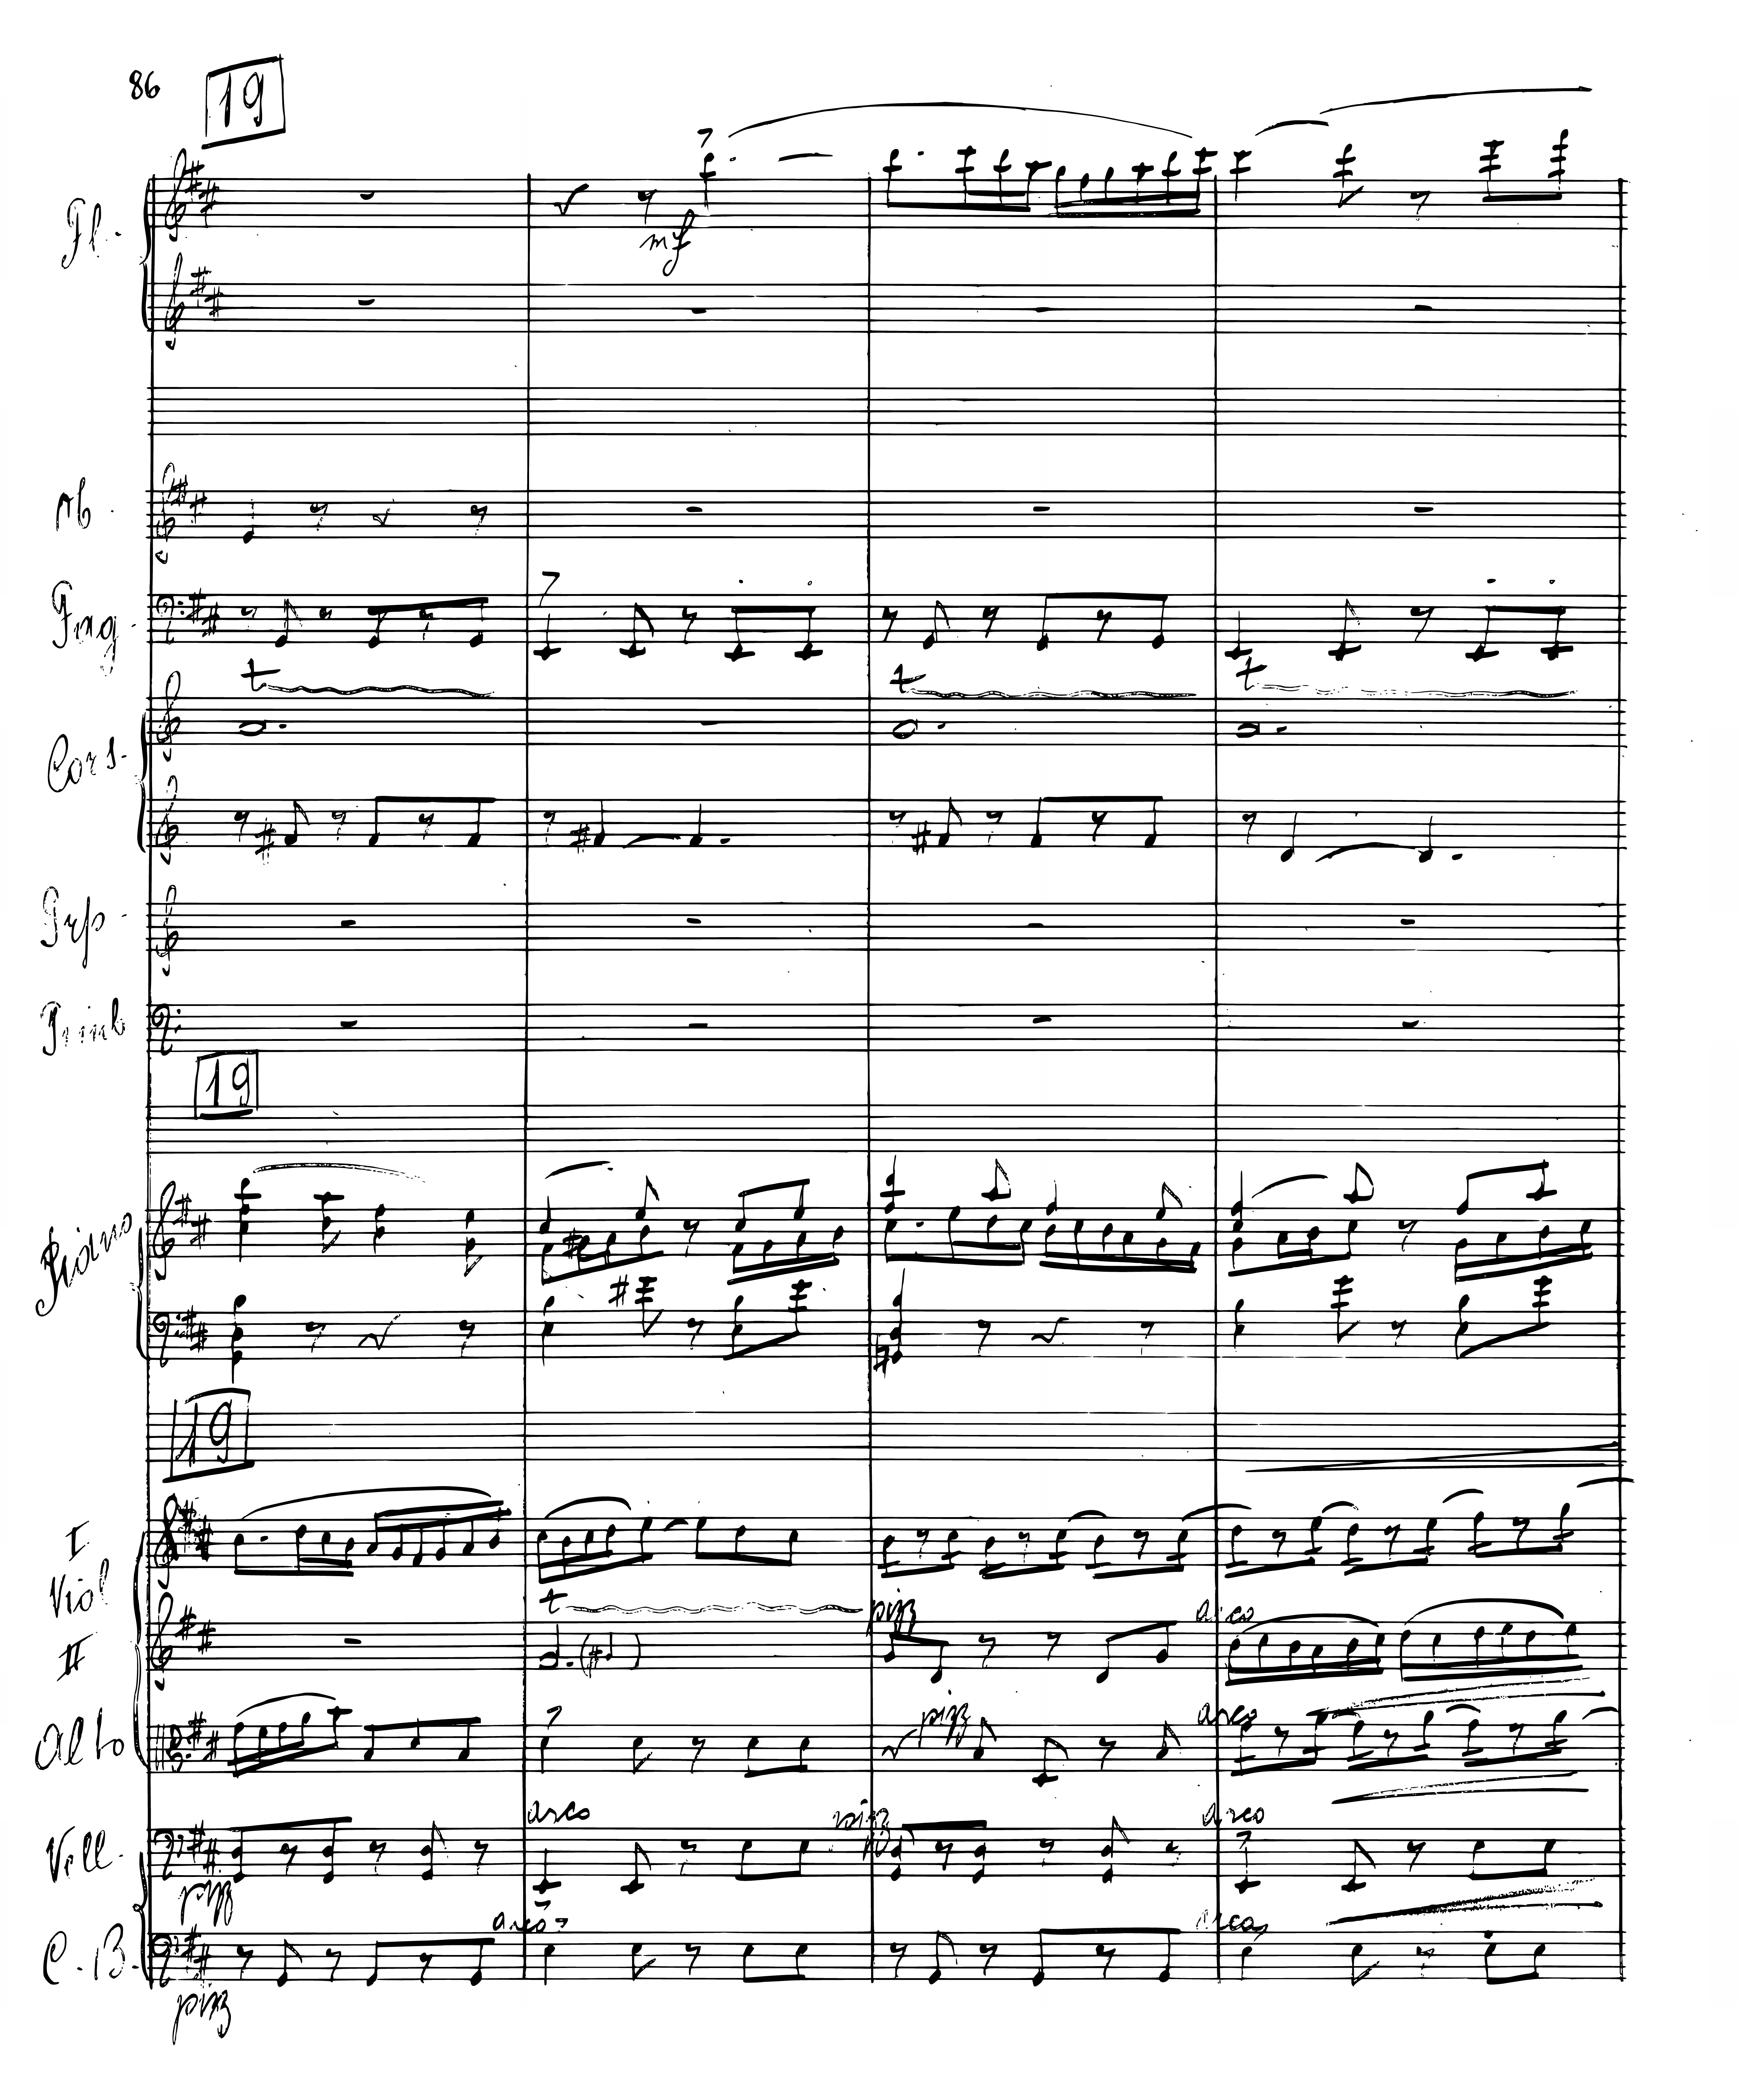 86
19
Fl.
mf
Ob.
Fag.
Cors.
Trp.
Timb
19
Piano
19
I
Viol
pizz
arco
II
Alto
pizz
arco
arco
pizz
arco
Vcll.
pizz
arco
arco
C.B.
pizz